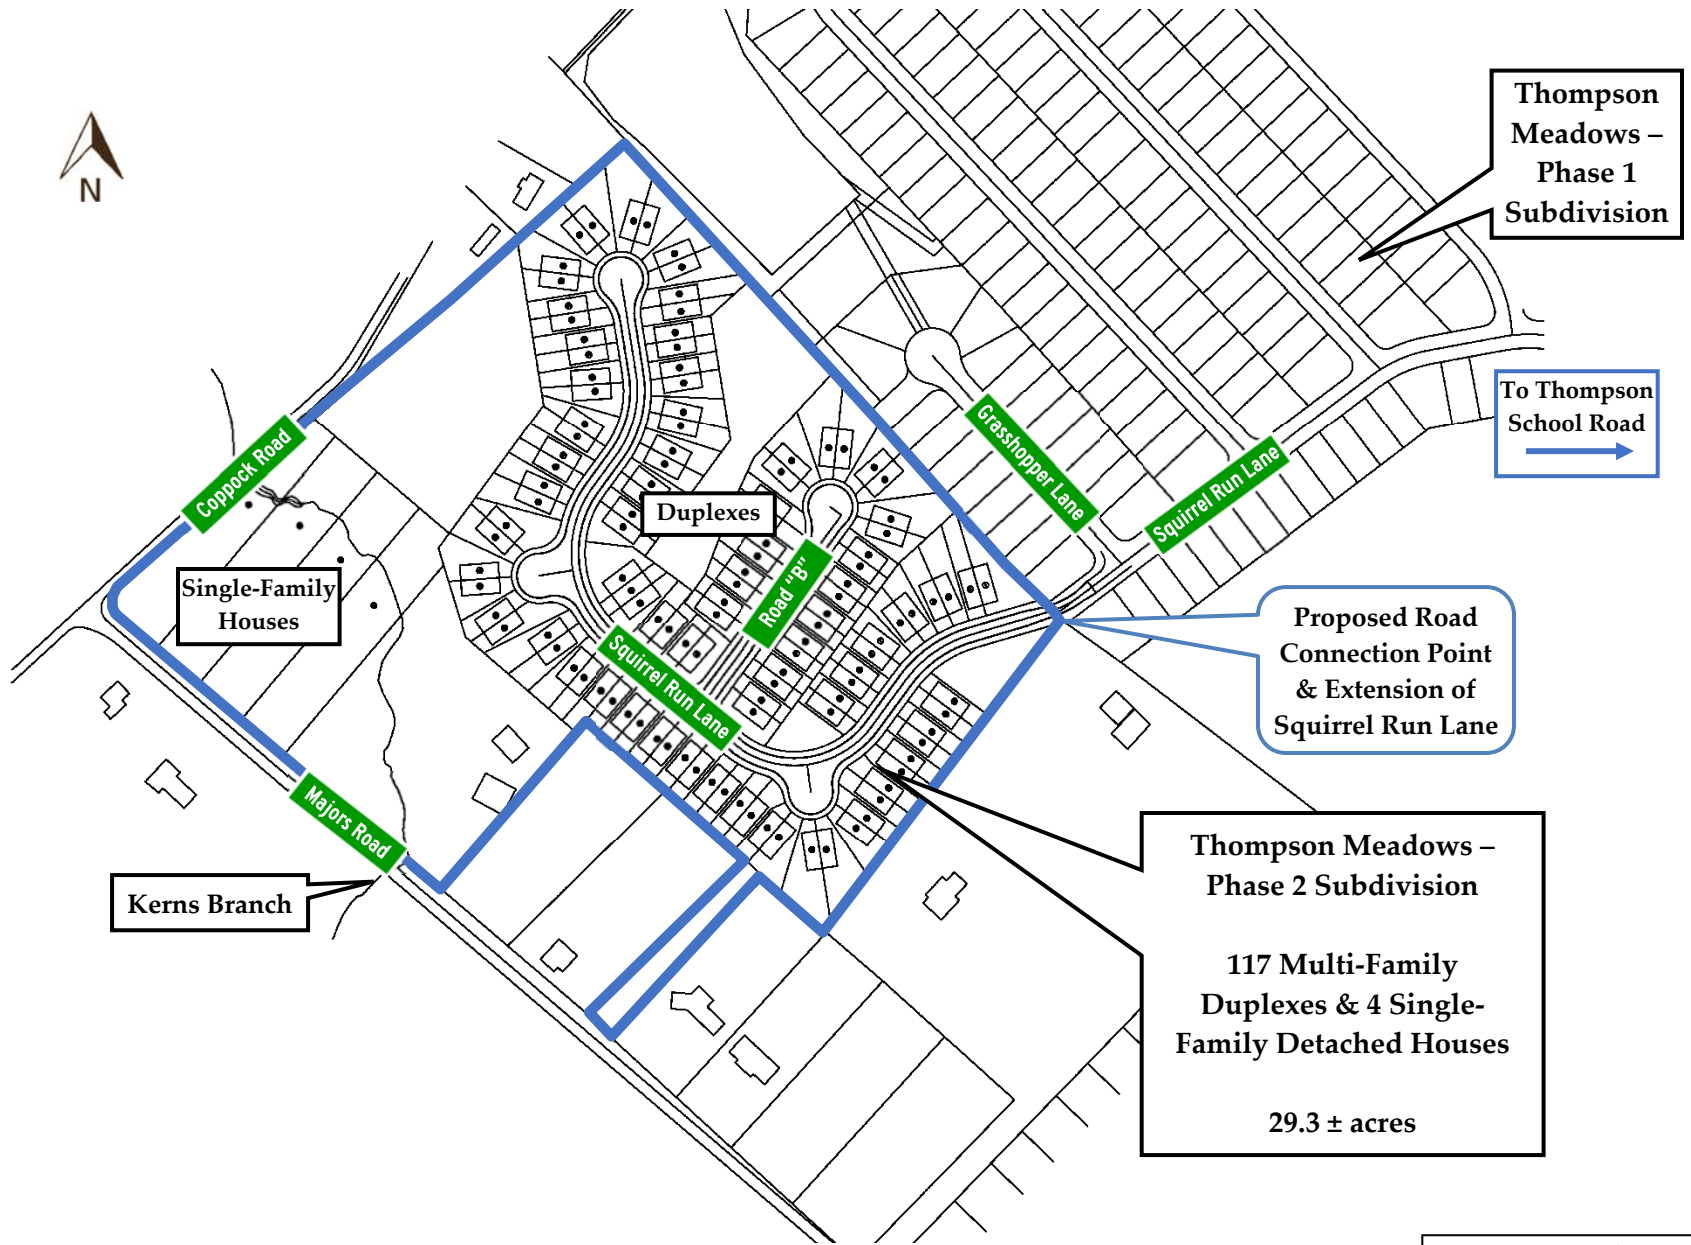 Thompson
Meadows –
Phase 1
Subdivision
N
To Thompson
School Road
Grasshopper Lane
Squirrel Run Lane
Coppock Road
Duplexes
Road "B"
Single-Family
Houses
Proposed Road
Connection Point
& Extension of
Squirrel Run Lane
Squirrel Run Lane
Majors Road
Kerns Branch
Thompson Meadows –
Phase 2 Subdivision
117 Multi-Family
Duplexes & 4 Single-
Family Detached Houses
29.3 ± acres